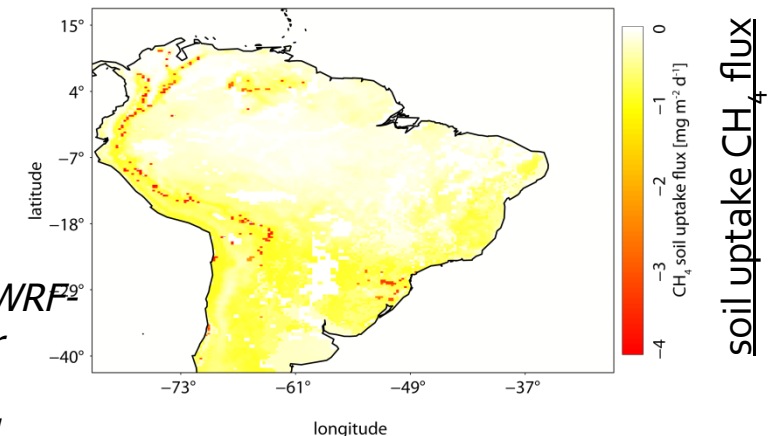 15°
4°
−7°
−18°
−29°
−40°
latitude
−73°
−61°
−49°
−37°
longitude
0
−1
−2
−3
−4
CH4 soil uptake flux [mg m-2 d-1]
soil uptake CH4 flux
WRF-
r